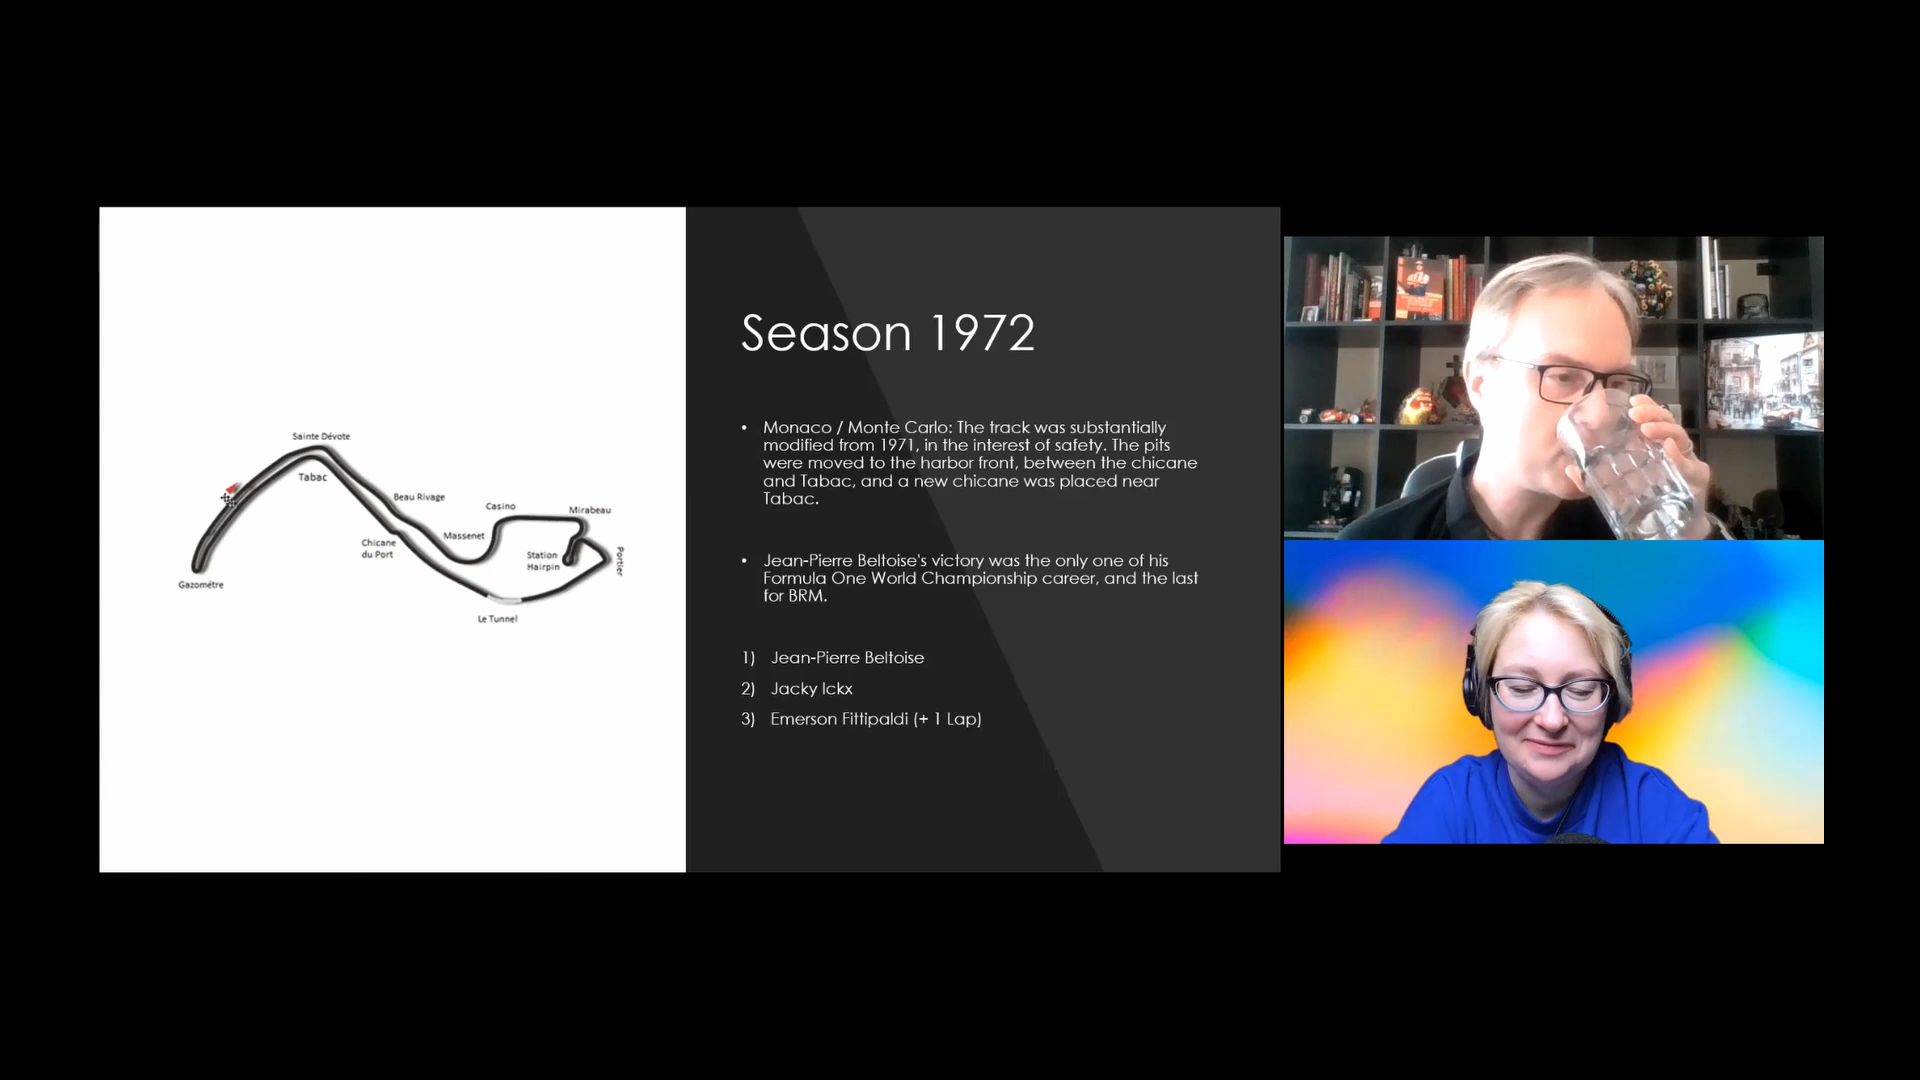 Season 1972
Monaco / Monte Carlo: The track was substantially
modified from 1971, in the interest of safety. The pits
were moved to the harbor front, between the chicane
and Tabac, and a new chicane was placed near
Tabac.
Jean-Pierre Beltoise's victory was the only one of his
Formula One World Championship career, and the last
for BRM.
1) Jean-Pierre Beltoise
2) Jacky Ickx
3) Emerson Fittipaldi (+ 1 Lap)
Sainte Dévote
Tabac
Beau Rivage
Casino
Mirabeau
Massenet
Chicane
du Port
Station
Hairpin
Portier
Gazométre
Le Tunnel